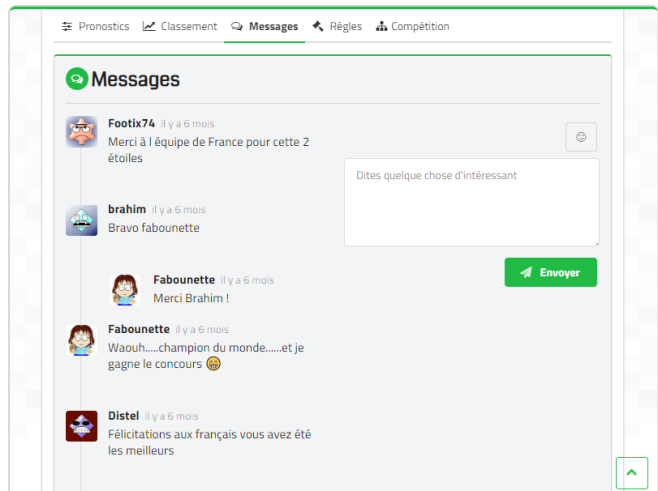 Pronostics Classement Messages Règles Compétition
Messages
Footix74 il y a 6 mois
Merci à l équipe de France pour cette 2
étoiles
Dites quelque chose d'intéressant
brahim il y a 6 mois
Bravo fabounette
Envoyer
Fabounette il y a 6 mois
Merci Brahim !
Fabounette il y a 6 mois
Waouh.....champion du monde......et je
gagne le concours 😁
Distel il y a 6 mois
Félicitations aux français vous avez été
les meilleurs